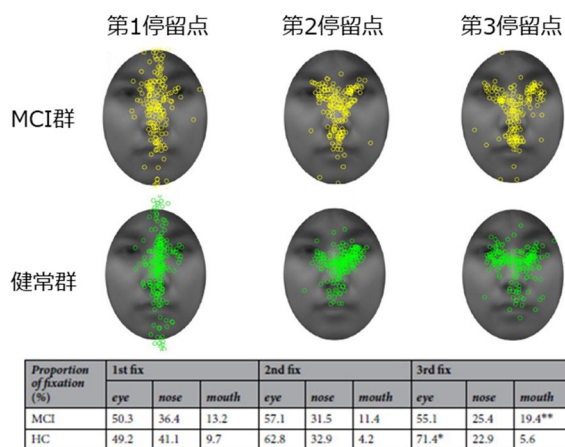 第1停留点 第2停留点 第3停留点
MCI群
健常群
Proportion of fixation (%) 1st fix 2nd fix 3rd fix
eye nose mouth eye nose mouth eye nose mouth
MCI 50.3 36.4 13.2 57.1 31.5 11.4 55.1 25.4 19.4**
HC 49.2 41.1 9.7 62.8 32.9 4.2 71.4* 22.9 5.6